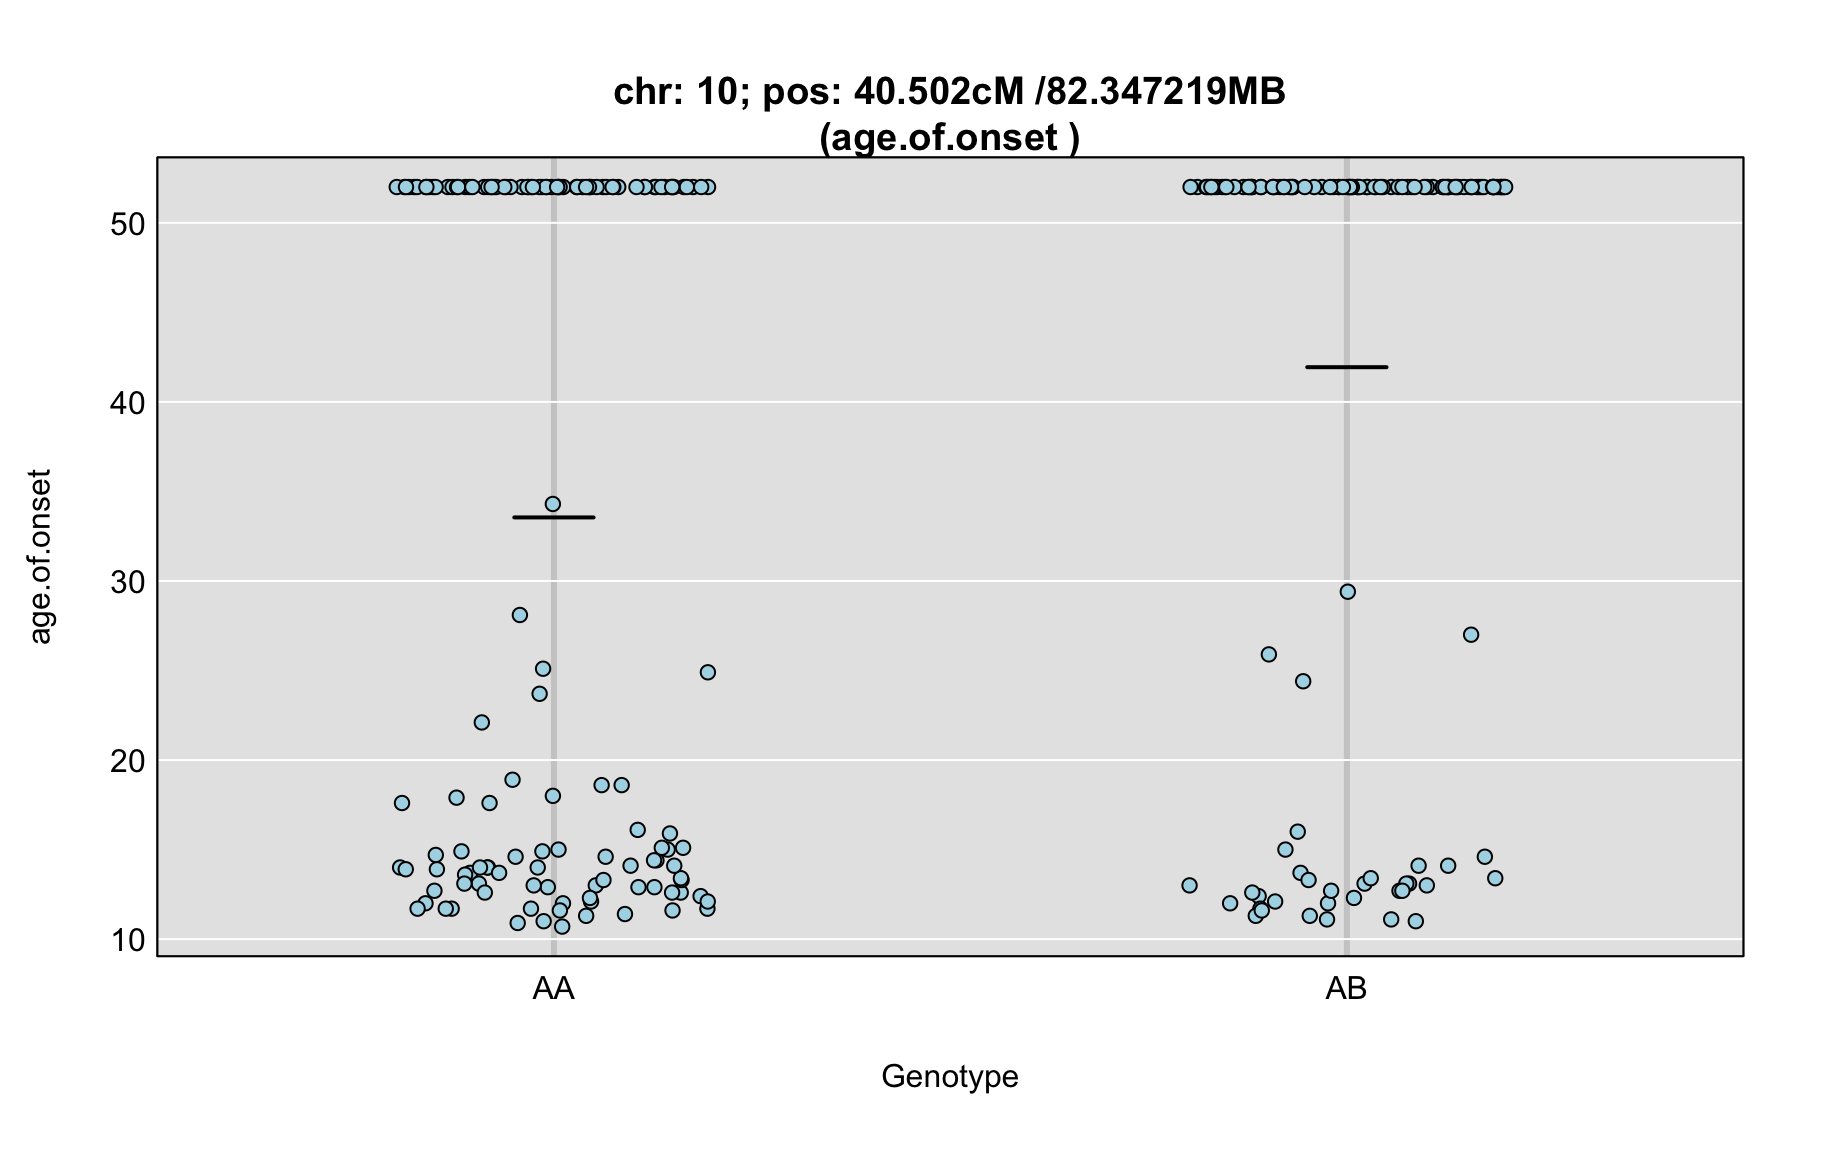 chr: 10; pos: 40.502cM /82.347219MB
(age.of.onset )
50
40
30
20
10
age.of.onset
AA
AB
Genotype